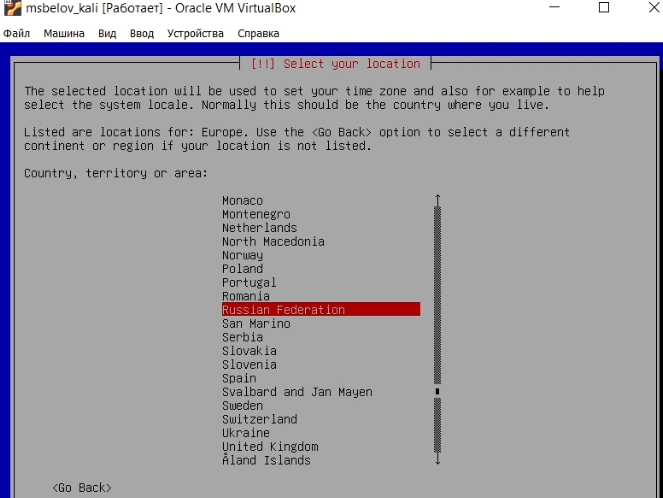 msbelov_kali [Работает] - Oracle VM VirtualBox
Файл Машина Вид Ввод Устройства Справка
[!!] Select your location
The selected location will be used to set your time zone and also for example to help
select the system locale. Normally this should be the country where you live.
Listed are locations for: Europe. Use the <Go Back> option to select a different
continent or region if your location is not listed.
Country, territory or area:
Monaco
Montenegro
Netherlands
North Macedonia
Norway
Poland
Portugal
Romania
Russian Federation
San Marino
Serbia
Slovakia
Slovenia
Spain
Svalbard and Jan Mayen
Sweden
Switzerland
Ukraine
United Kingdom
Åland Islands
<Go Back>